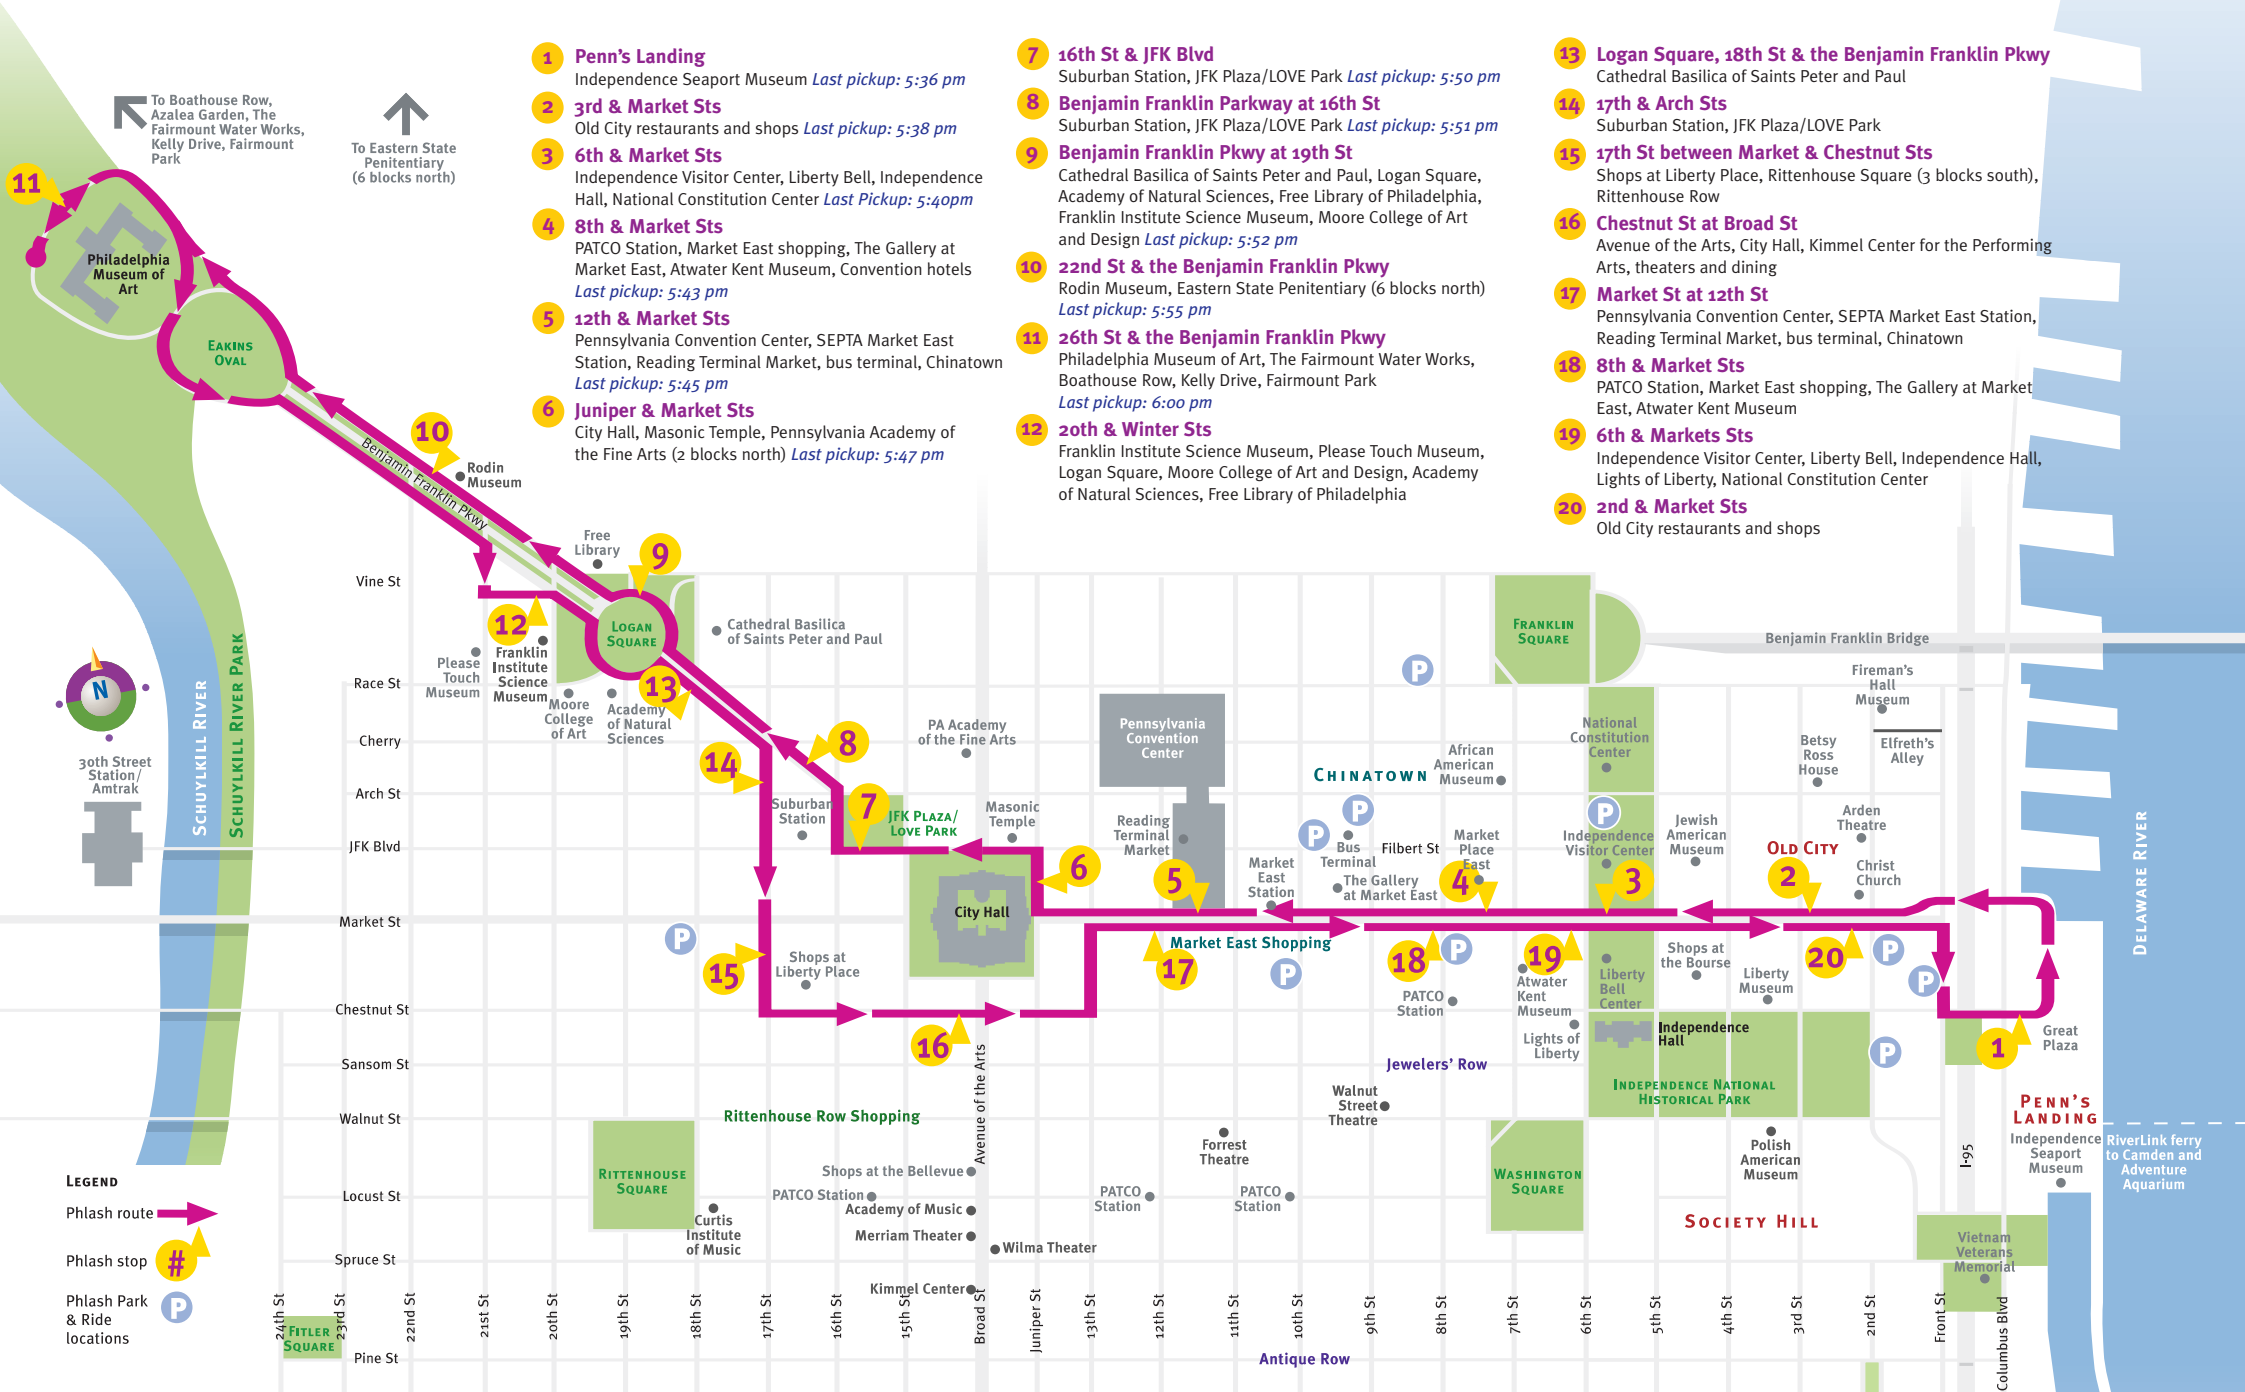 1 Penn's Landing
Independence Seaport Museum Last pickup: 5:36 pm
2 3rd & Market Sts
Old City restaurants and shops Last pickup: 5:38 pm
3 6th & Market Sts
Independence Visitor Center, Liberty Bell, Independence
Hall, National Constitution Center Last Pickup: 5:40pm
4 8th & Market Sts
PATCO Station, Market East shopping, The Gallery at
Market East, Atwater Kent Museum, Convention hotels
Last pickup: 5:43 pm
5 12th & Market Sts
Pennsylvania Convention Center, SEPTA Market East
Station, Reading Terminal Market, bus terminal, Chinatown
Last pickup: 5:45 pm
6 Juniper & Market Sts
City Hall, Masonic Temple, Pennsylvania Academy of
the Fine Arts (2 blocks north) Last pickup: 5:47 pm
7 16th St & JFK Blvd
Suburban Station, JFK Plaza/LOVE Park Last pickup: 5:50 pm
8 Benjamin Franklin Parkway at 16th St
Suburban Station, JFK Plaza/LOVE Park Last pickup: 5:51 pm
9 Benjamin Franklin Pkwy at 19th St
Cathedral Basilica of Saints Peter and Paul, Logan Square,
Academy of Natural Sciences, Free Library of Philadelphia,
Franklin Institute Science Museum, Moore College of Art
and Design Last pickup: 5:52 pm
10 22nd St & the Benjamin Franklin Pkwy
Rodin Museum, Eastern State Penitentiary (6 blocks north)
Last pickup: 5:55 pm
11 26th St & the Benjamin Franklin Pkwy
Philadelphia Museum of Art, The Fairmount Water Works,
Boathouse Row, Kelly Drive, Fairmount Park
Last pickup: 6:00 pm
12 20th & Winter Sts
Franklin Institute Science Museum, Please Touch Museum,
Logan Square, Moore College of Art and Design, Academy
of Natural Sciences, Free Library of Philadelphia
13 Logan Square, 18th St & the Benjamin Franklin Pkwy
Cathedral Basilica of Saints Peter and Paul
14 17th & Arch Sts
Suburban Station, JFK Plaza/LOVE Park
15 17th St between Market & Chestnut Sts
Shops at Liberty Place, Rittenhouse Square (3 blocks south),
Rittenhouse Row
16 Chestnut St at Broad St
Avenue of the Arts, City Hall, Kimmel Center for the Performing
Arts, theaters and dining
17 Market St at 12th St
Pennsylvania Convention Center, SEPTA Market East Station,
Reading Terminal Market, bus terminal, Chinatown
18 8th & Market Sts
PATCO Station, Market East shopping, The Gallery at Market
East, Atwater Kent Museum
19 6th & Markets Sts
Independence Visitor Center, Liberty Bell, Independence Hall,
Lights of Liberty, National Constitution Center
20 2nd & Market Sts
Old City restaurants and shops
To Boathouse Row,
Azalea Garden, The
Fairmount Water Works,
Kelly Drive, Fairmount
Park
To Eastern State
Penitentiary
(6 blocks north)
11
Philadelphia
Museum of
Art
EAKINS
OVAL
10
Rodin
Museum
Benjamin Franklin Pkwy
Free
Library
9
LOGAN
SQUARE
Cathedral Basilica
of Saints Peter and Paul
12
Franklin
Institute
Science
Museum
Please
Touch
Museum
Moore
College
of Art
13
Academy
of Natural
Sciences
14
8
7
Suburban
Station
JFK PLAZA/
LOVE PARK
PA Academy
of the Fine Arts
Masonic
Temple
6
City Hall
15
Shops at
Liberty Place
16
Pennsylvania
Convention
Center
Reading
Terminal
Market
5
CHINATOWN
P
P
P
P
P
P
P
P
P
P
Market
East
Station
Bus
Terminal
The Gallery
at Market East
Filbert St
Market
Place
East
4
African
American
Museum
FRANKLIN
SQUARE
National
Constitution
Center
Independence
Visitor Center
3
Jewish
American
Museum
OLD CITY
2
Betsy
Ross
House
Arden
Theatre
Christ
Church
Fireman's
Hall
Museum
Elfreth's
Alley
Benjamin Franklin Bridge
Market East Shopping
17
18
PATCO
Station
19
Atwater
Kent
Museum
Lights of
Liberty
Liberty
Bell
Center
Independence
Hall
Shops at
the Bourse
Liberty
Museum
20
1
Great
Plaza
INDEPENDENCE NATIONAL
HISTORICAL PARK
Jewelers' Row
Walnut
Street
Theatre
Forrest
Theatre
PATCO
Station
PATCO
Station
WASHINGTON
SQUARE
Polish
American
Museum
SOCIETY HILL
PENN'S
LANDING
Independence
Seaport
Museum
RiverLink ferry
to Camden and
Adventure
Aquarium
Vietnam
Veterans
Memorial
DELAWARE RIVER
I-95
Rittenhouse Row Shopping
RITTENHOUSE
SQUARE
Curtis
Institute
of Music
Shops at the Bellevue
PATCO Station
Academy of Music
Merriam Theater
Wilma Theater
Kimmel Center
Avenue of the Arts
Antique Row
FITLER
SQUARE
N
30th Street
Station/
Amtrak
SCHUYLKILL RIVER
SCHUYLKILL RIVER PARK
Vine St
Race St
Cherry
Arch St
JFK Blvd
Market St
Chestnut St
Sansom St
Walnut St
Locust St
Spruce St
Pine St
24th St
23rd St
22nd St
21st St
20th St
19th St
18th St
17th St
16th St
15th St
Broad St
Juniper St
13th St
12th St
11th St
10th St
9th St
8th St
7th St
6th St
5th St
4th St
3rd St
2nd St
Front St
Columbus Blvd
LEGEND
Phlash route
Phlash stop #
Phlash Park
& Ride
locations
P